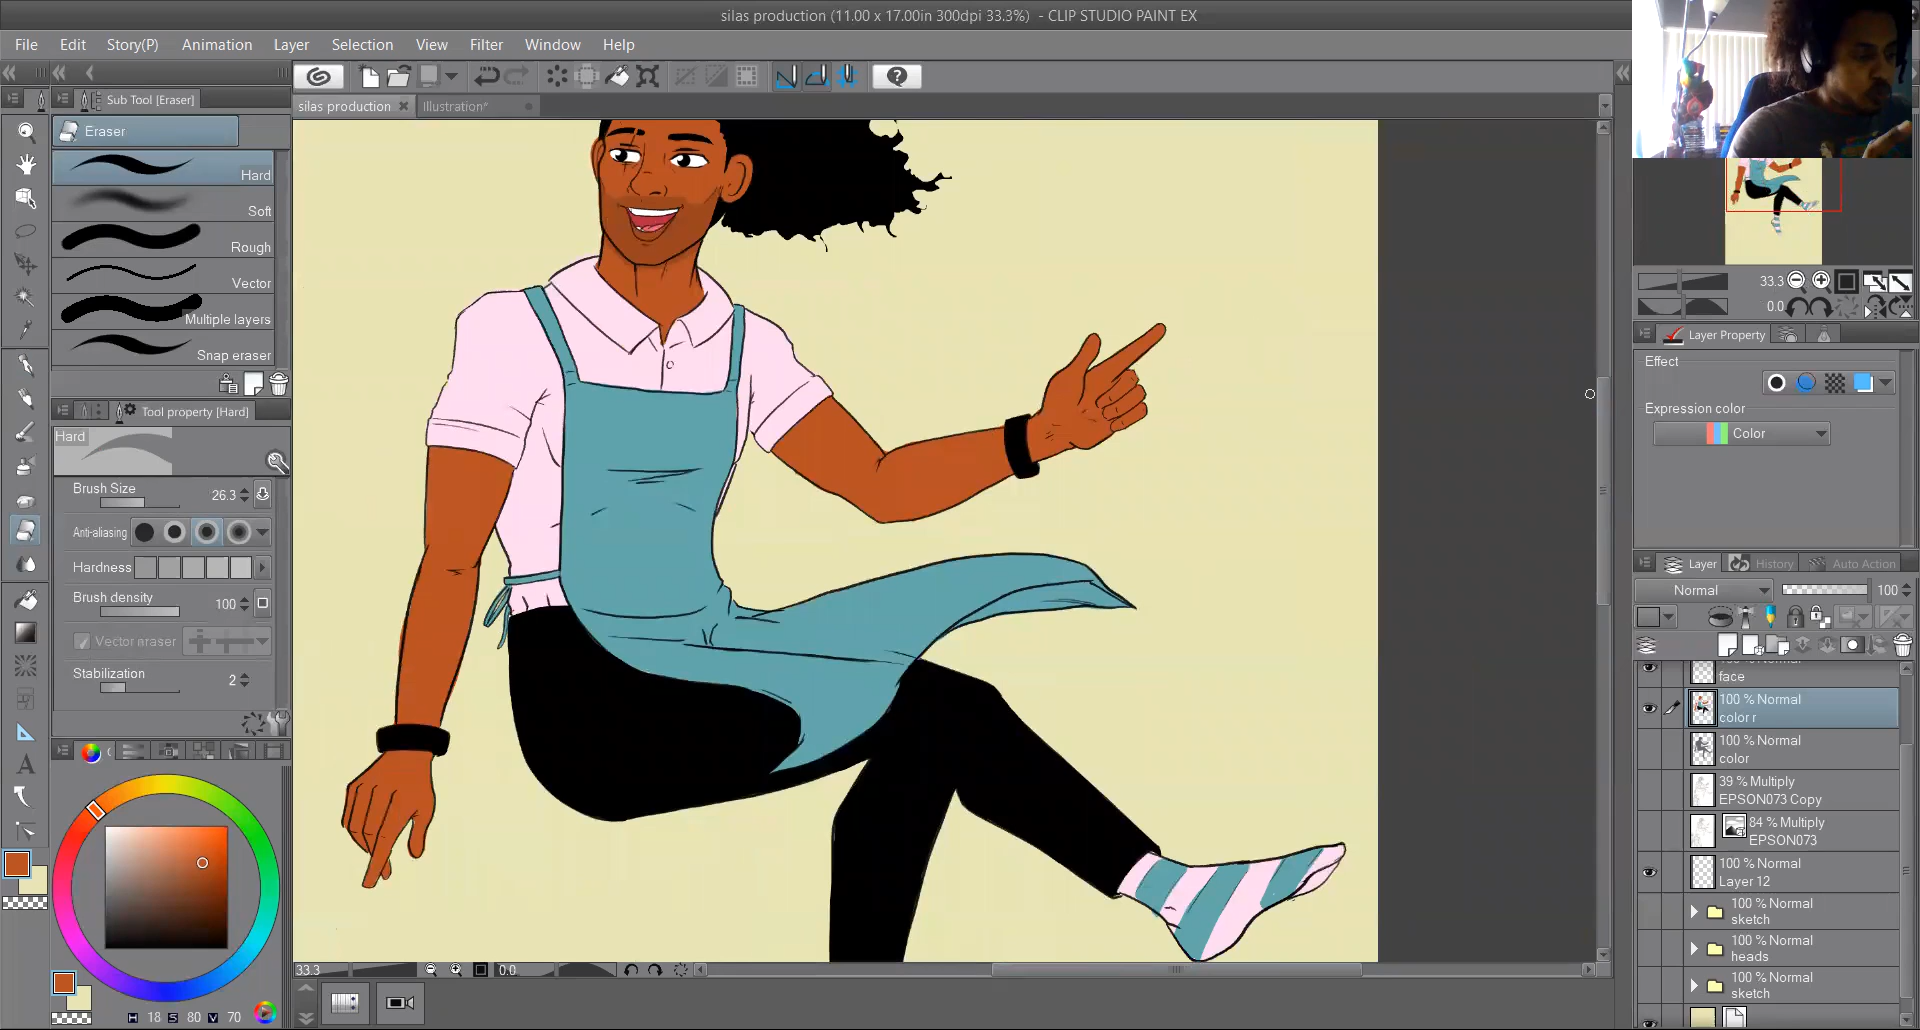 silas production (11.00 x 17.00in 300dpi 33.3%) - CLIP STUDIO PAINT EX
File Edit Story(P) Animation Layer Selection View Filter Window Help
Sub Tool [Eraser]
silas production
Illustration*
Eraser
Hard
Soft
Rough
Vector
Multiple layers
Snap eraser
Tool property [Hard]
Hard
Brush Size 26.3
Anti-aliasing
Hardness
Brush density 100
Vector eraser
Stabilization 2
H 18 S 80 V 70
33.3
0.0
33.3
0.0
Layer Property
Effect
Expression color
Color
Layer History Auto Action
Normal 100
face
100 % Normal
color r
100 % Normal
color
39 % Multiply
EPSON073 Copy
84 % Multiply
EPSON073
100 % Normal
Layer 12
100 % Normal
sketch
100 % Normal
heads
100 % Normal
sketch